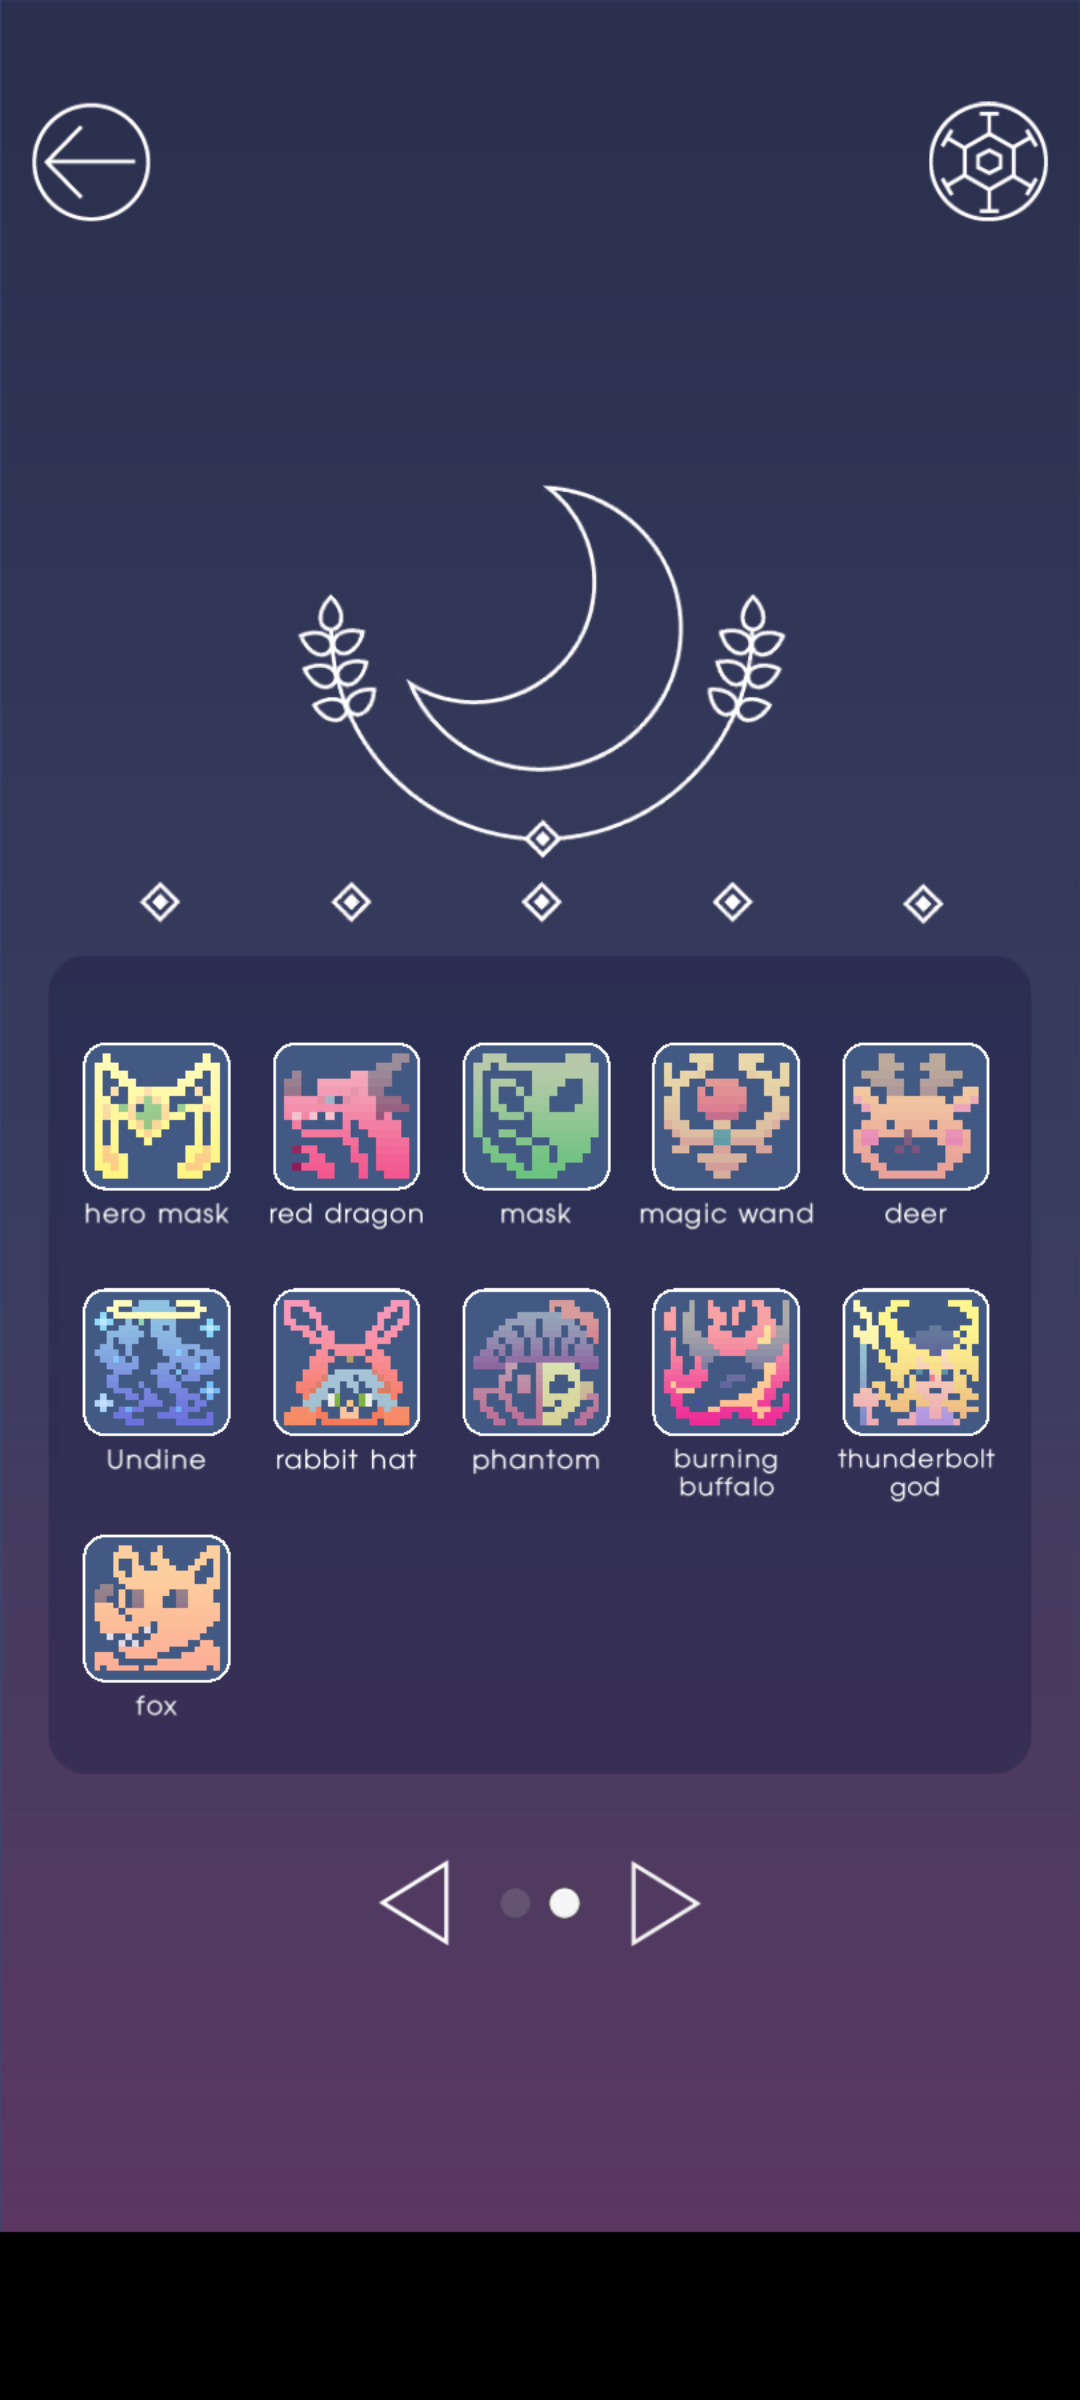 hero mask
red dragon
mask
magic wand
deer
Undine
rabbit hat
phantom
burning
buffalo
thunderbolt
god
fox